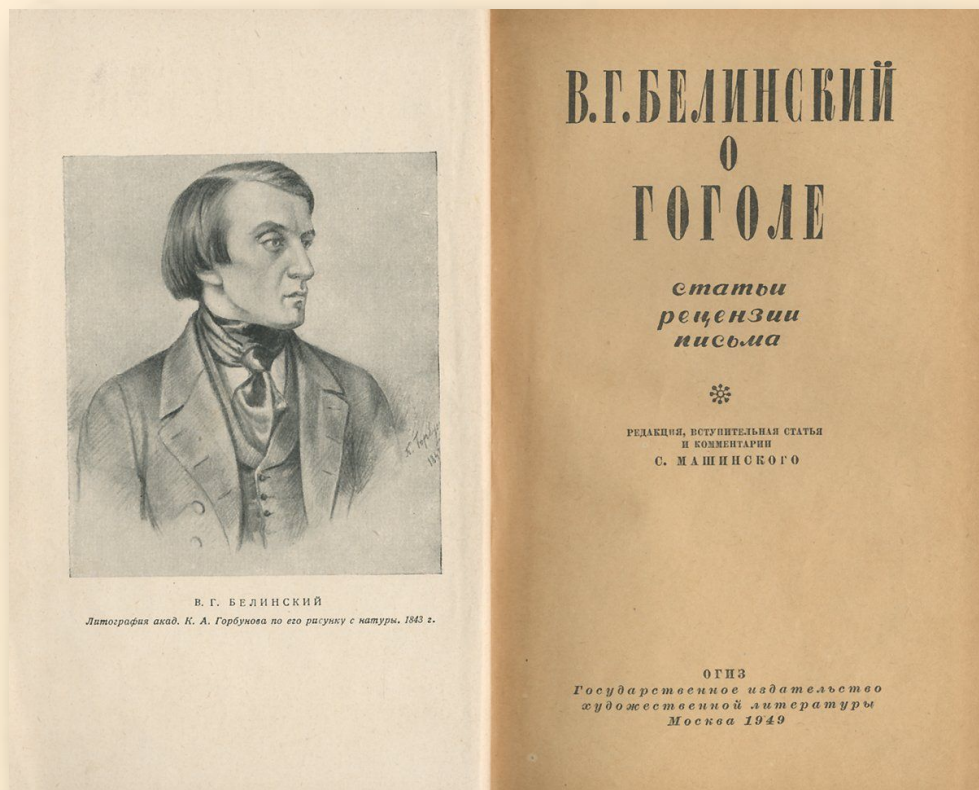 В. Г. БЕЛИНСКИЙ
Литография акад. К. А. Горбунова по его рисунку с натуры. 1843 г.
В.Г.БЕЛИНСКИЙ
О
ГОГОЛЕ
статьи
рецензии
письма
РЕДАКЦИЯ, ВСТУПИТЕЛЬНАЯ СТАТЬЯ
И КОММЕНТАРИИ
С. МАШИНСКОГО
ОГИЗ
Государственное издательство
художественной литературы
Москва 1949